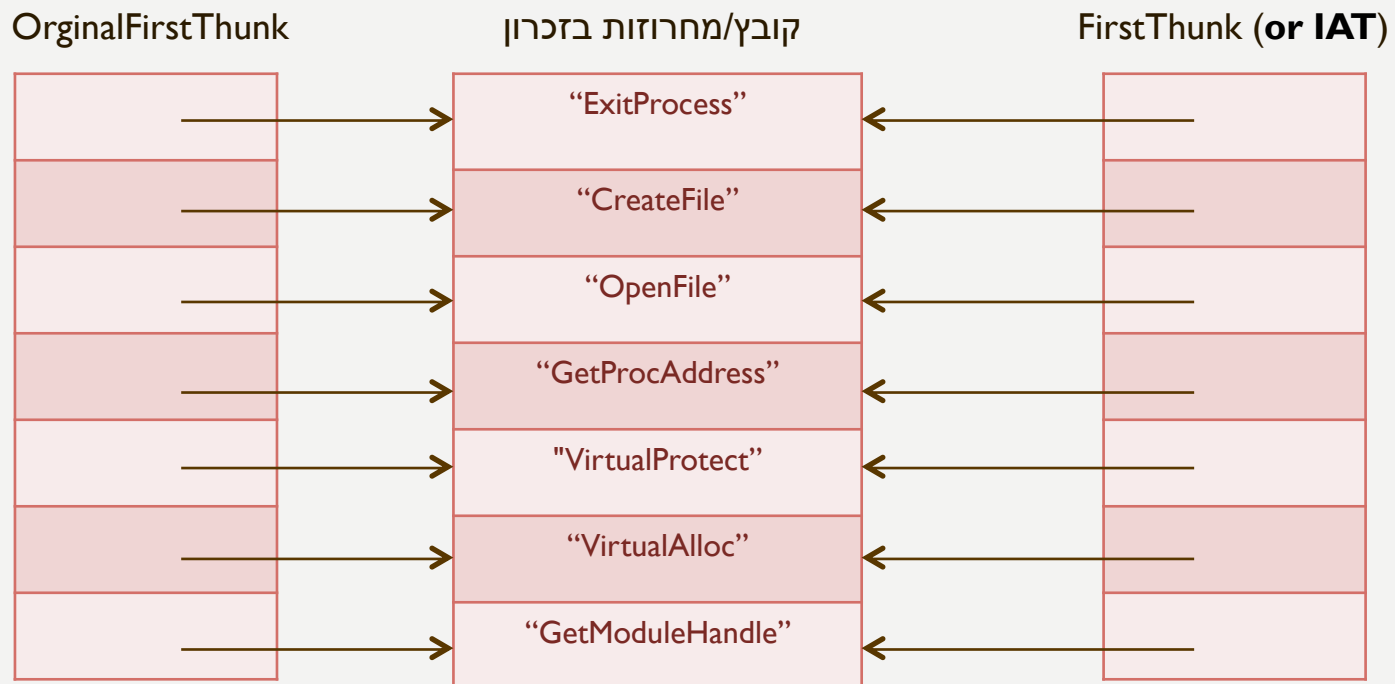 OrginalFirstThunk
קובץ/מחרוזות בזכרון
FirstThunk (or IAT)
“ExitProcess”
“CreateFile”
“OpenFile”
“GetProcAddress”
"VirtualProtect”
“VirtualAlloc”
“GetModuleHandle”